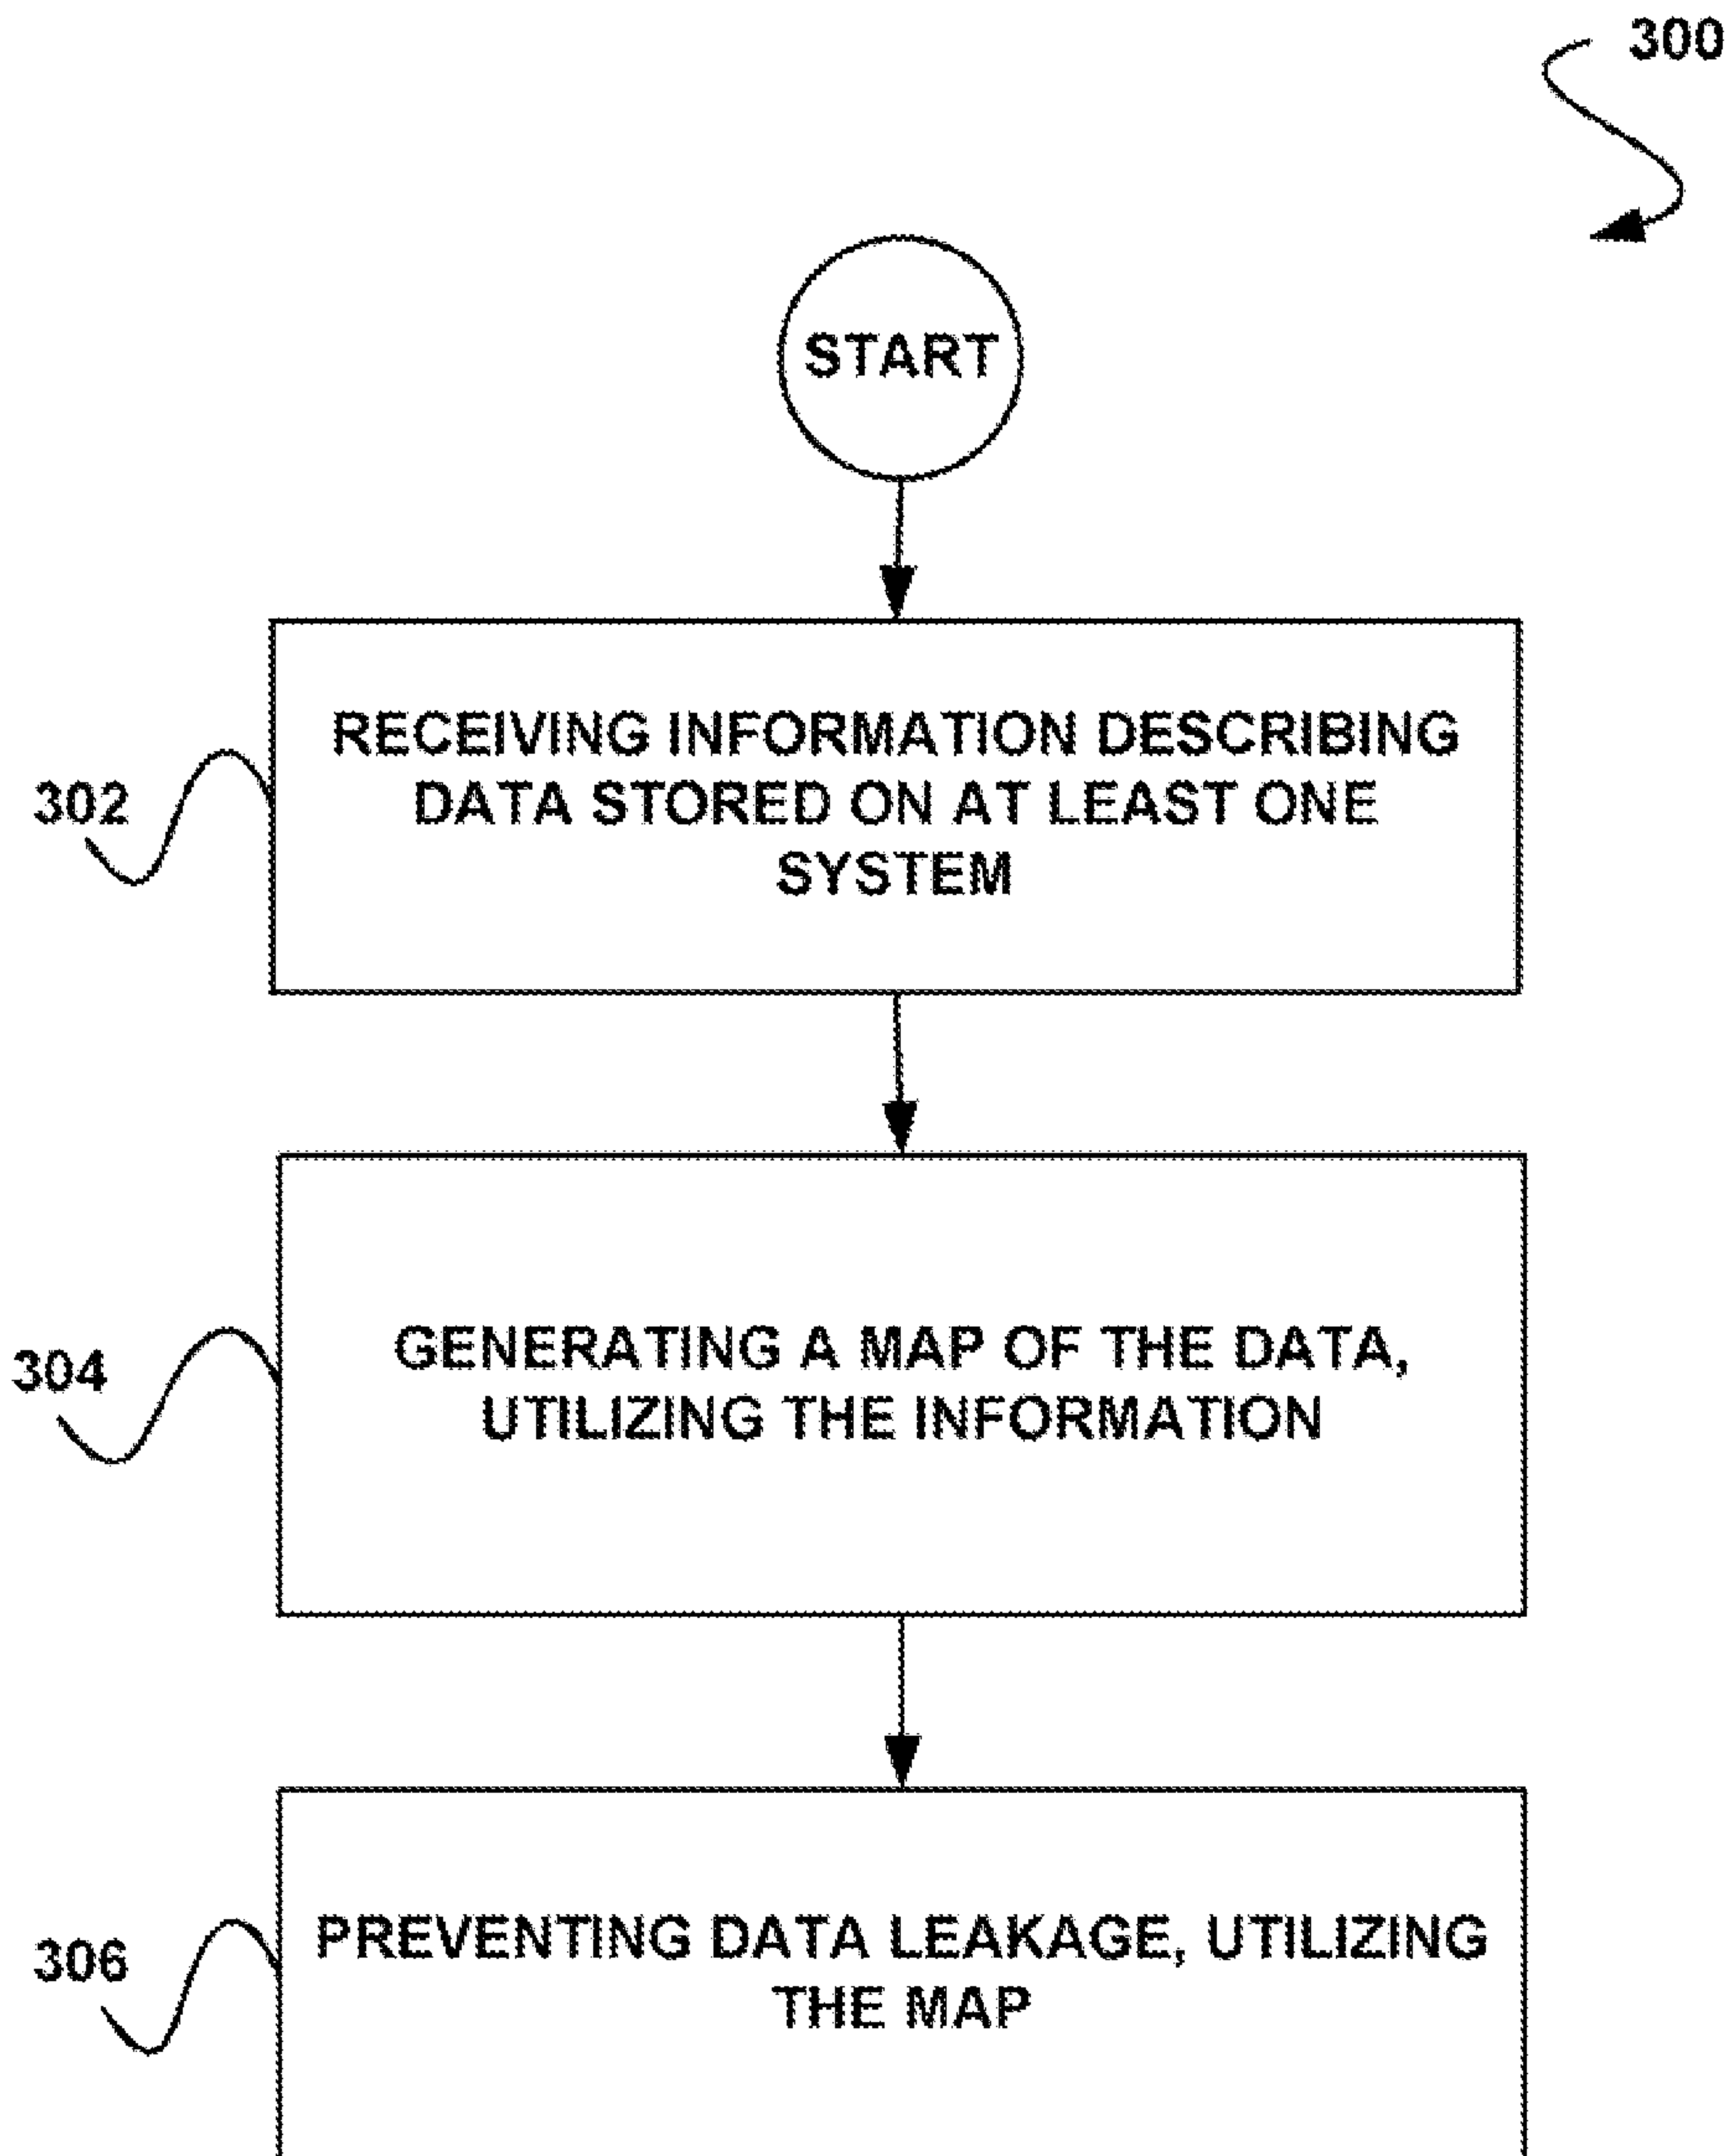 300
START
302
RECEIVING INFORMATION DESCRIBING
DATA STORED ON AT LEAST ONE
SYSTEM
304
GENERATING A MAP OF THE DATA,
UTILIZING THE INFORMATION
306
PREVENTING DATA LEAKAGE, UTILIZING
THE MAP